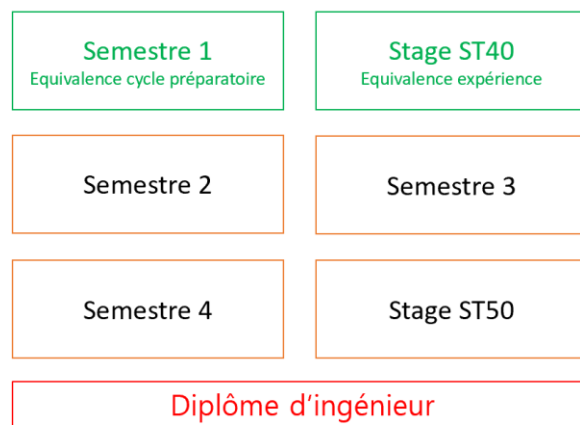 Semestre 1
Equivalence cycle préparatoire
Stage ST40
Equivalence expérience
Semestre 2
Semestre 3
Semestre 4
Stage ST50
Diplôme d'ingénieur